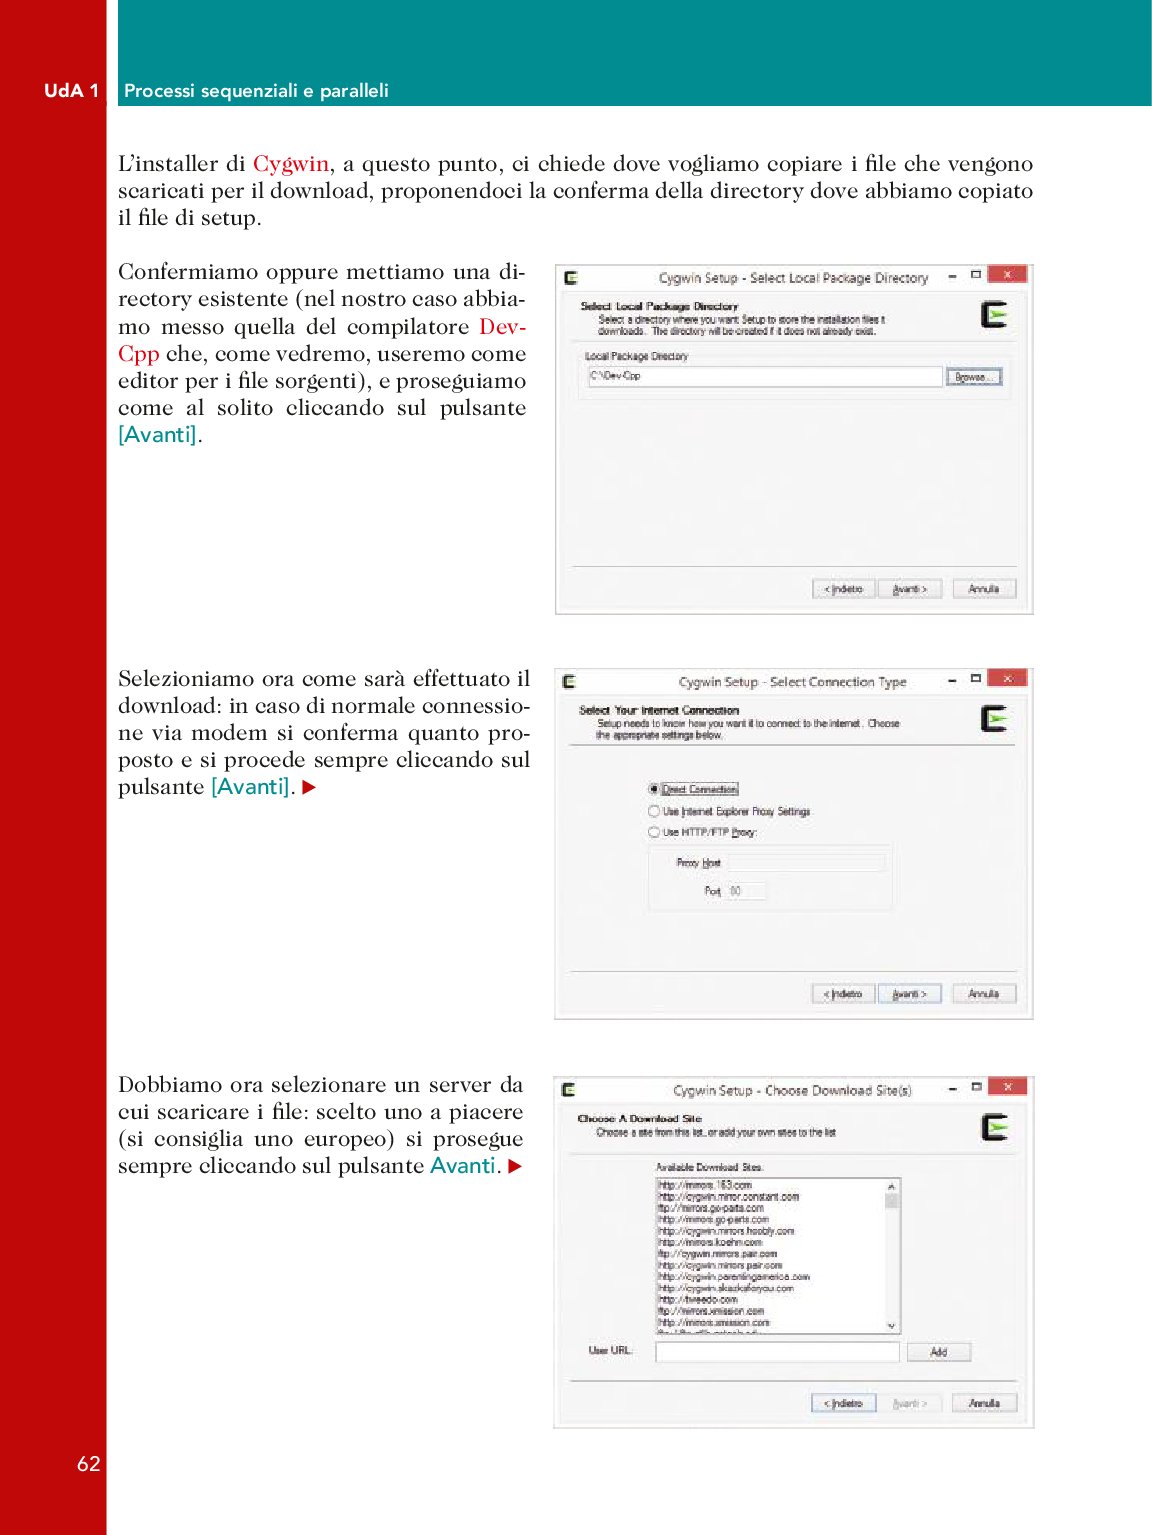 UdA 1 Processi sequenziali e paralleli
L’installer di Cygwin, a questo punto, ci chiede dove vogliamo copiare i file che vengono
scaricati per il download, proponendoci la conferma della directory dove abbiamo copiato
il file di setup.
Confermiamo oppure mettiamo una di-
rectory esistente (nel nostro caso abbia-
mo messo quella del compilatore Dev-
Cpp che, come vedremo, useremo come
editor per i file sorgenti), e proseguiamo
come al solito cliccando sul pulsante
[Avanti].
Cygwin Setup - Select Local Package Directory
Select Local Package Directory
Select a directory where you want Setup to store the installation files it
downloads. The directory will be created if it does not already exist.
Local Package Directory
C:\Dev-Cpp
Browse...
< Indietro Avanti > Annulla
Selezioniamo ora come sarà effettuato il
download: in caso di normale connessio-
ne via modem si conferma quanto pro-
posto e si procede sempre cliccando sul
pulsante [Avanti]. ▶
Cygwin Setup - Select Connection Type
Select Your Internet Connection
Setup needs to know how you want it to connect to the internet. Choose
the appropriate settings below.
Direct Connection
Use Internet Explorer Proxy Settings
Use HTTP/FTP Proxy:
Proxy Host
Port 80
< Indietro Avanti > Annulla
Dobbiamo ora selezionare un server da
cui scaricare i file: scelto uno a piacere
(si consiglia uno europeo) si prosegue
sempre cliccando sul pulsante Avanti. ▶
Cygwin Setup - Choose Download Site(s)
Choose A Download Site
Choose a site from this list, or add your own sites to the list
Available Download Sites:
http://mirrors.163.com
http://cygwin.mirror.constant.com
ftp://mirrors.go-parts.com
http://mirrors.go-parts.com
http://cygwin.mirrors.hoobly.com
http://mirrors.koehn.com
ftp://cygwin.mirrors.pair.com
http://cygwin.mirrors.pair.com
http://cygwin.parentingamerica.com
http://cygwin.skazkaforyou.com
http://tweedo.com
ftp://mirrors.xmission.com
http://mirrors.xmission.com
User URL:
Add
< Indietro Avanti > Annulla
62